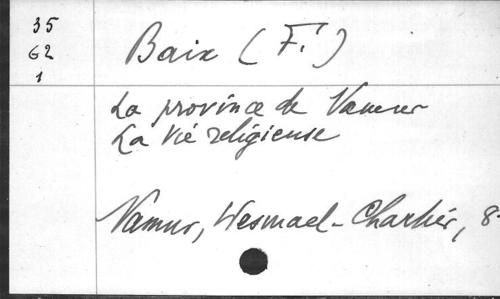 35
G2
1
Baix (F.)
La province de Namur
La Vie religieuse
Namur, Wesmael-Charlier, 8°